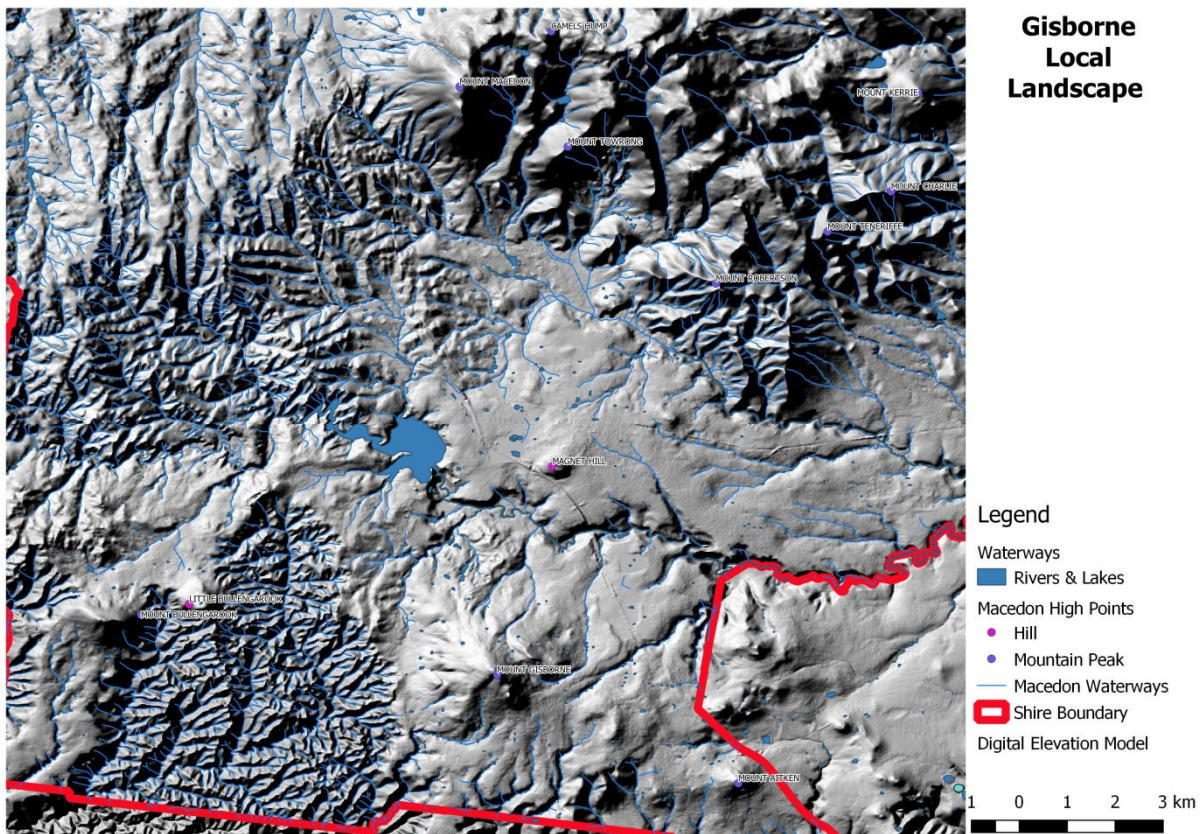 Gisborne
Local
Landscape
CAMELS HUMP
MOUNT MACEDON
MOUNT KERRIE
MOUNT TOWRONG
MOUNT CHARLIE
MOUNT TENERIFFE
MOUNT ROBERTSON
MAGNET HILL
LITTLE BULLENGAROOK
MOUNT BULLENGAROOK
MOUNT GISBORNE
MOUNT AITKEN
Legend
Waterways
Rivers & Lakes
Macedon High Points
Hill
Mountain Peak
Macedon Waterways
Shire Boundary
Digital Elevation Model
1 0 1 2 3 km